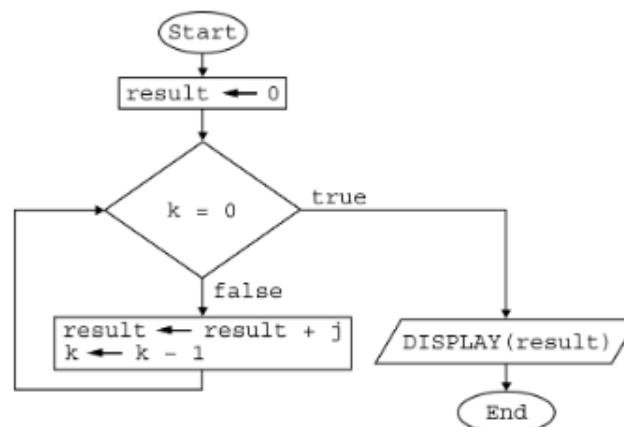 Start
result ← 0
k = 0
true
false
result ← result + j
k ← k - 1
DISPLAY(result)
End